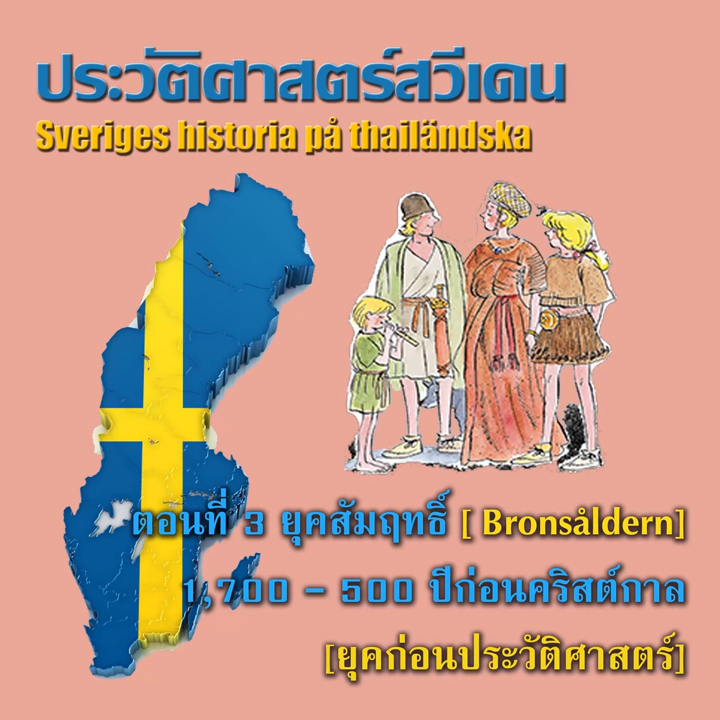 ประวัติศาสตร์สวีเดน
Sveriges historia på thailändska
ตอนที่ 3 ยุคสัมฤทธิ์ [ Bronsåldern]
1,700 - 500 ปีก่อนคริสต์กาล
[ยุคก่อนประวัติศาสตร์]